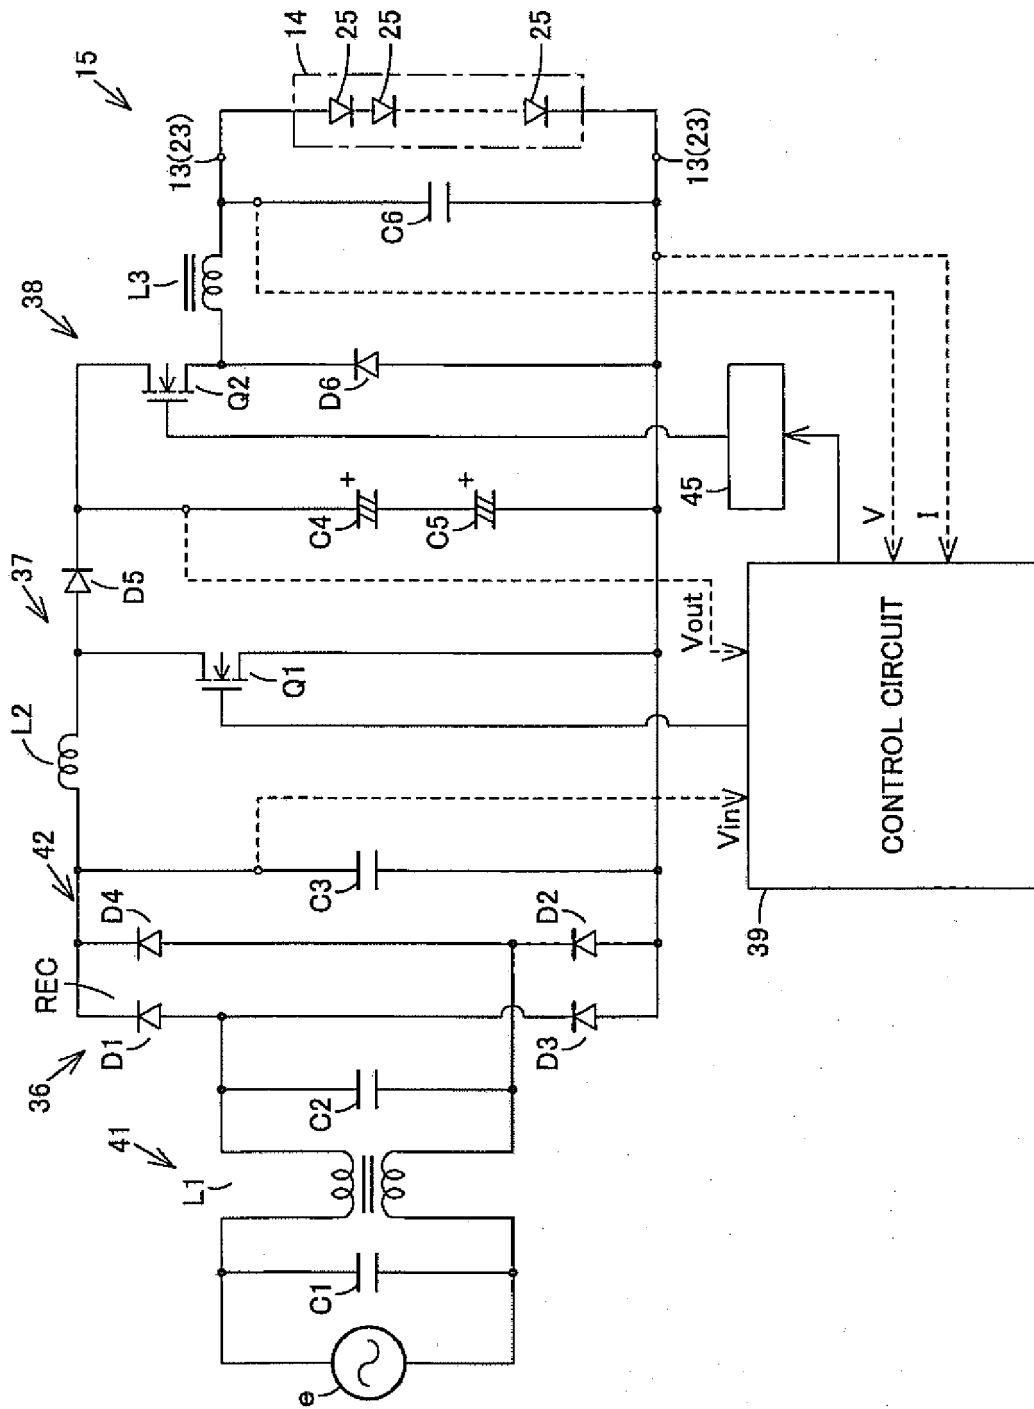 15
14
25
25
25
13(23)
13(23)
38
L3
C6
Q2
D6
37
D5
C4
+
C5
+
45
V
I
L2
Q1
Vout
42
Vin
C3
D4
D2
REC
D1
D3
36
C2
41
L1
C1
e
39
CONTROL CIRCUIT